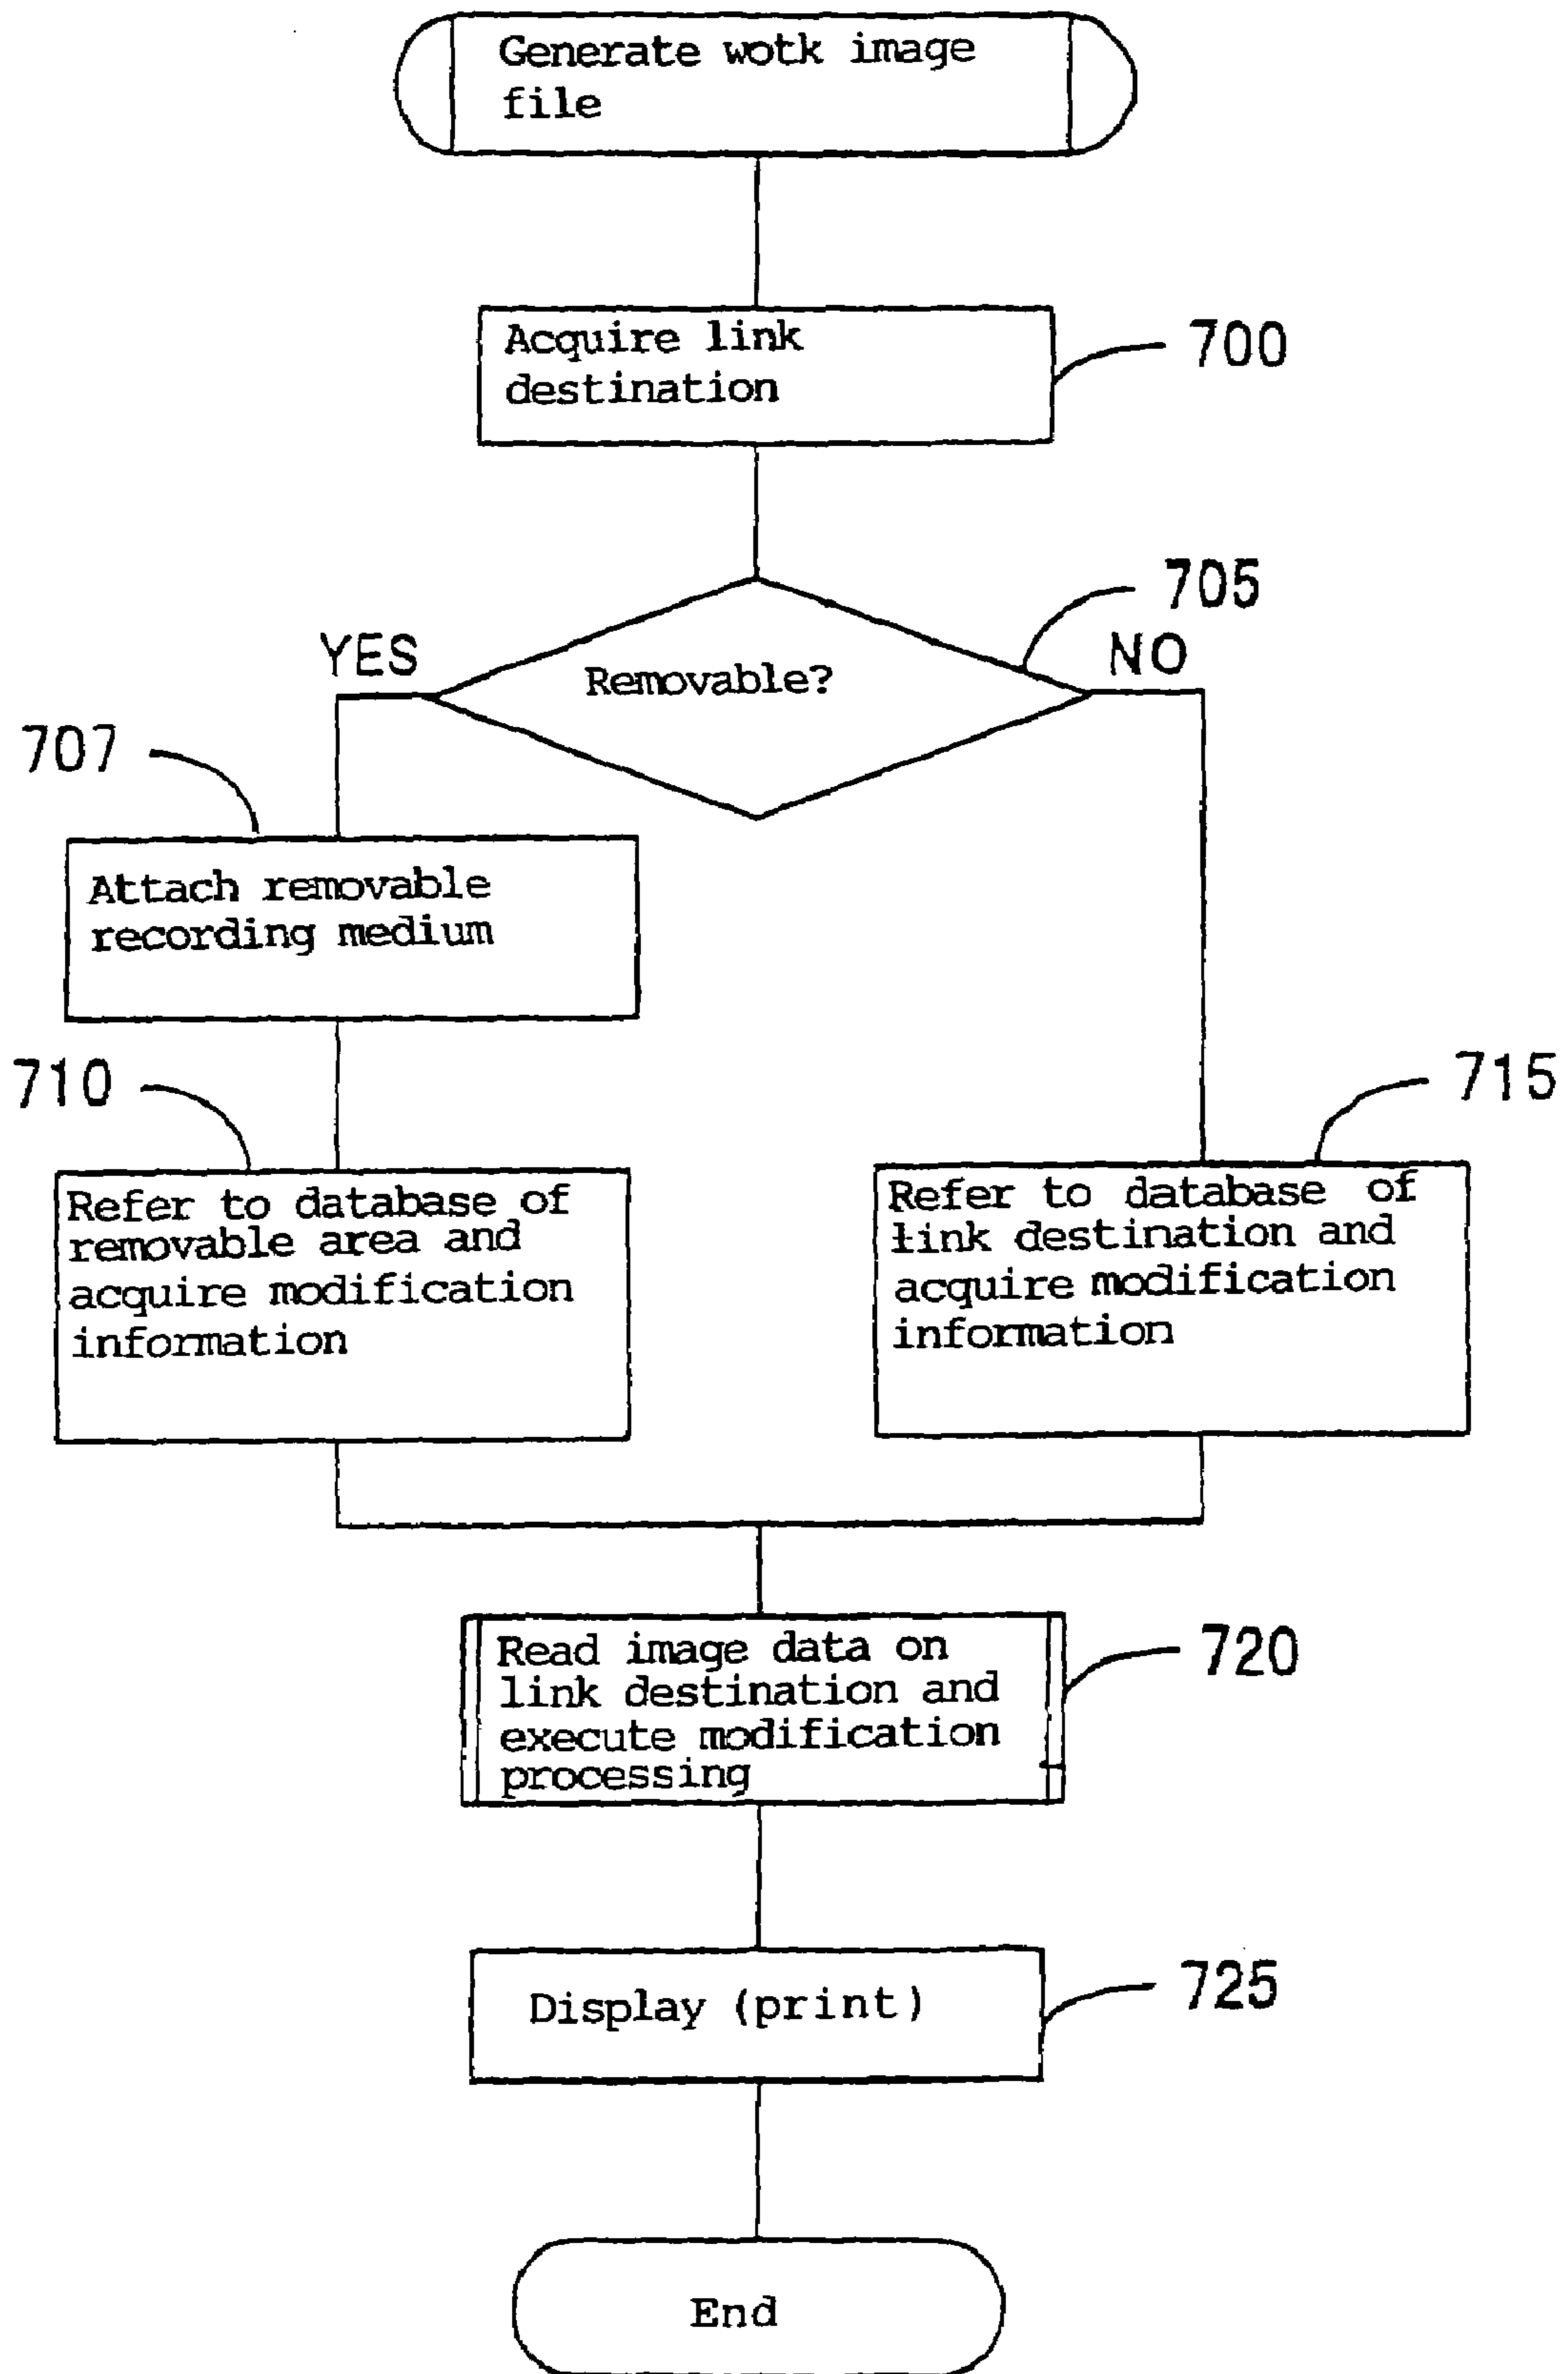 Generate wotk image
file
Acquire link
destination
700
705
YES
NO
Removable?
707
Attach removable
recording medium
710
715
Refer to database of
removable area and
acquire modification
information
Refer to database of
link destination and
acquire modification
information
Read image data on
link destination and
execute modification
processing
720
Display (print)
725
End